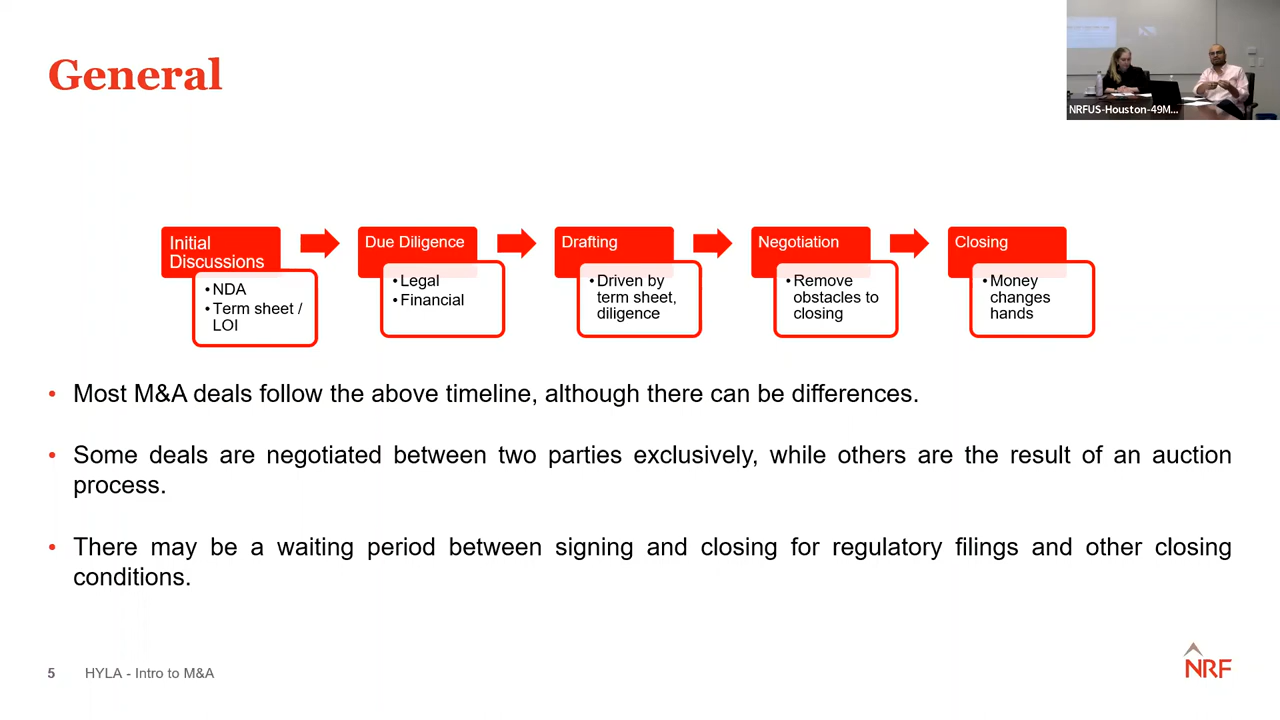 General
NRFUS-Houston-49M...
Initial
Discussions
• NDA
• Term sheet /
LOI
Due Diligence
• Legal
• Financial
Drafting
• Driven by
term sheet,
diligence
Negotiation
• Remove
obstacles to
closing
Closing
• Money
changes
hands
• Most M&A deals follow the above timeline, although there can be differences.
• Some deals are negotiated between two parties exclusively, while others are the result of an auction
process.
• There may be a waiting period between signing and closing for regulatory filings and other closing
conditions.
5 HYLA - Intro to M&A
NRF